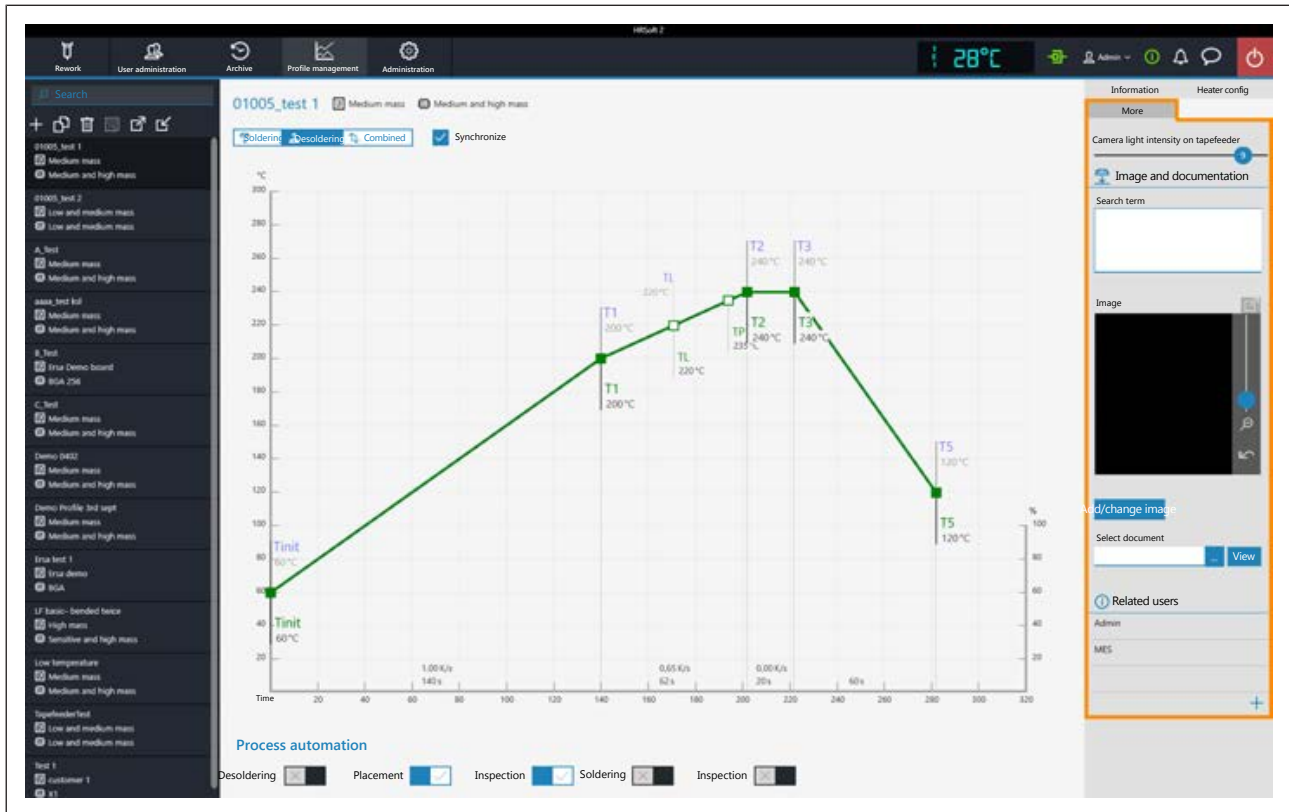 HRSoft 2
Rework
User administration
Archive
Profile management
Administration
28°C
Admin
Search
01005_test 1
Medium mass
Medium and high mass
01005_test 2
Low and medium mass
Low and medium mass
A_Test
Medium mass
Medium and high mass
Medium mass
Medium and high mass
B_Test
Ersa Demo board
BGA 256
C_Test
Medium mass
Medium and high mass
Demo 0402
Medium mass
Medium and high mass
Demo Profile 3rd sept
Medium mass
Medium and high mass
Ersa test 1
Ersa demo
BGA
LF basic- bended twice
High mass
Sensitive and high mass
Low temperature
Medium mass
Medium and high mass
TapefeederTest
Low and medium mass
Low and medium mass
Test 1
customer 1
X1
01005_test 1 Medium mass Medium and high mass
Soldering Desoldering Combined Synchronize
°C
300
280
260
240
220
200
180
160
140
120
100
80
60
40
20
Tinit
60°C
Tinit
60°C
T1
200°C
T1
200°C
TL
220°C
TL
220°C
TP
235°C
T2
240°C
T2
240°C
T3
240°C
T3
240°C
T5
120°C
T5
120°C
%
100
80
60
40
20
1.00 K/s 0,65 K/s 0,00 K/s
140 s 62 s 20 s 60 s
Time 20 40 60 80 100 120 140 160 180 200 220 240 260 280 300 320
Process automation
Desoldering Placement Inspection Soldering Inspection
Information Heater config
More
Camera light intensity on tapefeeder
Image and documentation
Search term
Image
Add/change image
Select document
... View
Related users
Admin
MES